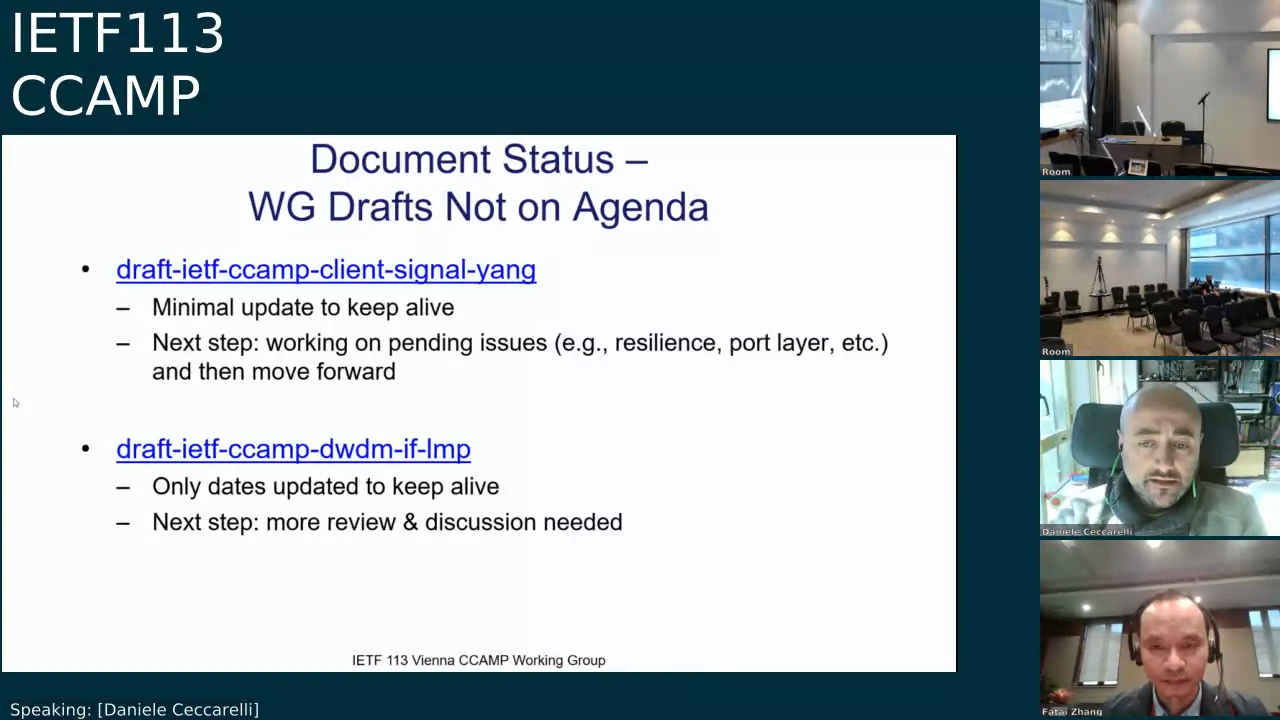 IETF113
CCAMP
Document Status –
WG Drafts Not on Agenda
• draft-ietf-ccamp-client-signal-yang
– Minimal update to keep alive
– Next step: working on pending issues (e.g., resilience, port layer, etc.)
and then move forward
• draft-ietf-ccamp-dwdm-if-lmp
– Only dates updated to keep alive
– Next step: more review & discussion needed
IETF 113 Vienna CCAMP Working Group
Speaking: [Daniele Ceccarelli]
Room
Room
Daniele Ceccarelli
Fatai Zhang